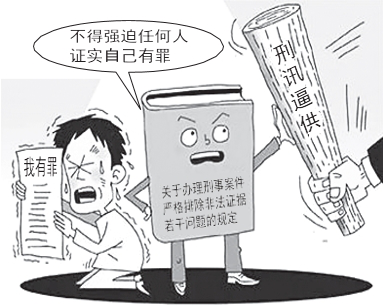 不得强迫任何人
证实自己有罪
刑讯逼供
我有罪
关于办理刑事案件
严格排除非法证据
若干问题的规定